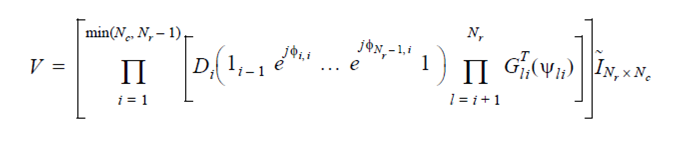 V = [ ∏_{i = 1}^{min(N_c, N_r – 1)} [ D_i ( 1_{i – 1} e^{jϕ_{i, i}} … e^{jϕ_{N_r – 1, i}} 1 ) ∏_{l = i + 1}^{N_r} G_{li}^T (ψ_{li}) ] ] Ĩ_{N_r × N_c}